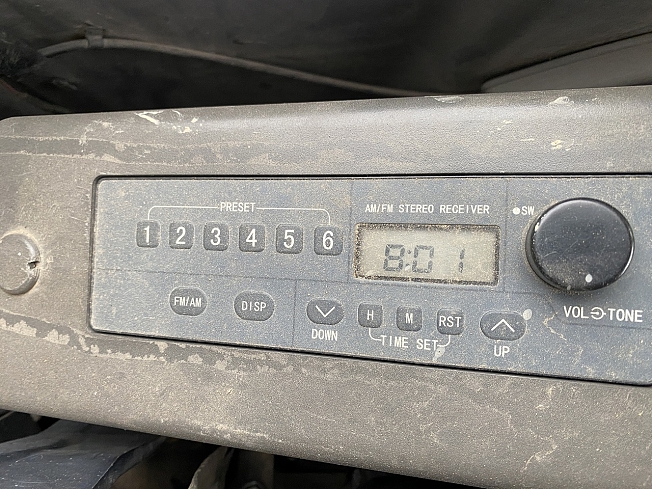 PRESET
1 2 3 4 5 6
AM/FM STEREO RECEIVER
8:01
SW
FM/AM
DISP
DOWN
H M RST
TIME SET
UP
VOL TONE